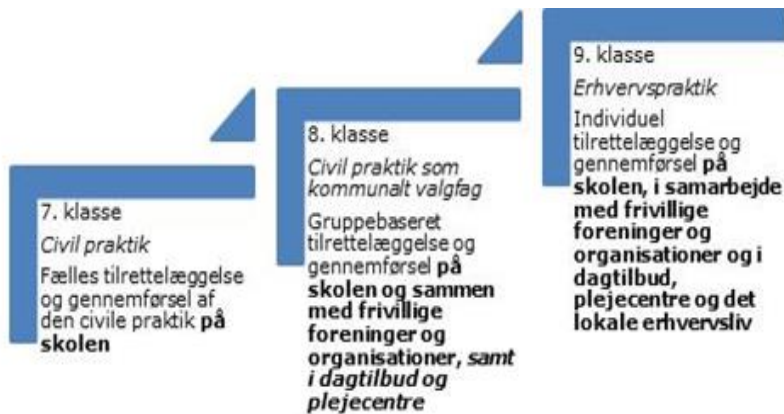 7. klasse
Civil praktik
Fælles tilrettelæggelse
og gennemførsel af
den civile praktik på
skolen
8. klasse
Civil praktik som
kommunalt valgfag
Gruppebaseret
tilrettelæggelse og
gennemførsel på
skolen og sammen
med frivillige
foreninger og
organisationer, samt
i dagtilbud og
plejecentre
9. klasse
Erhvervspraktik
Individuel
tilrettelæggelse og
gennemførsel på
skolen, i samarbejde
med frivillige
foreninger og
organisationer og i
dagtilbud,
plejecentre og det
lokale erhvervsliv